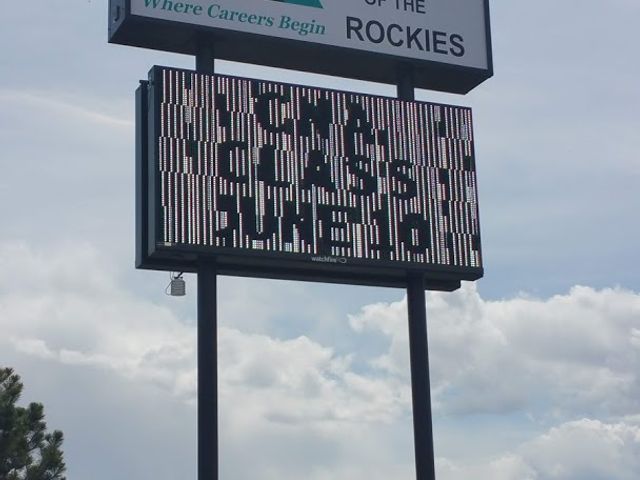 Where Careers Begin
OF THE
ROCKIES
CNA
CLASS
JUNE 10
watchfire